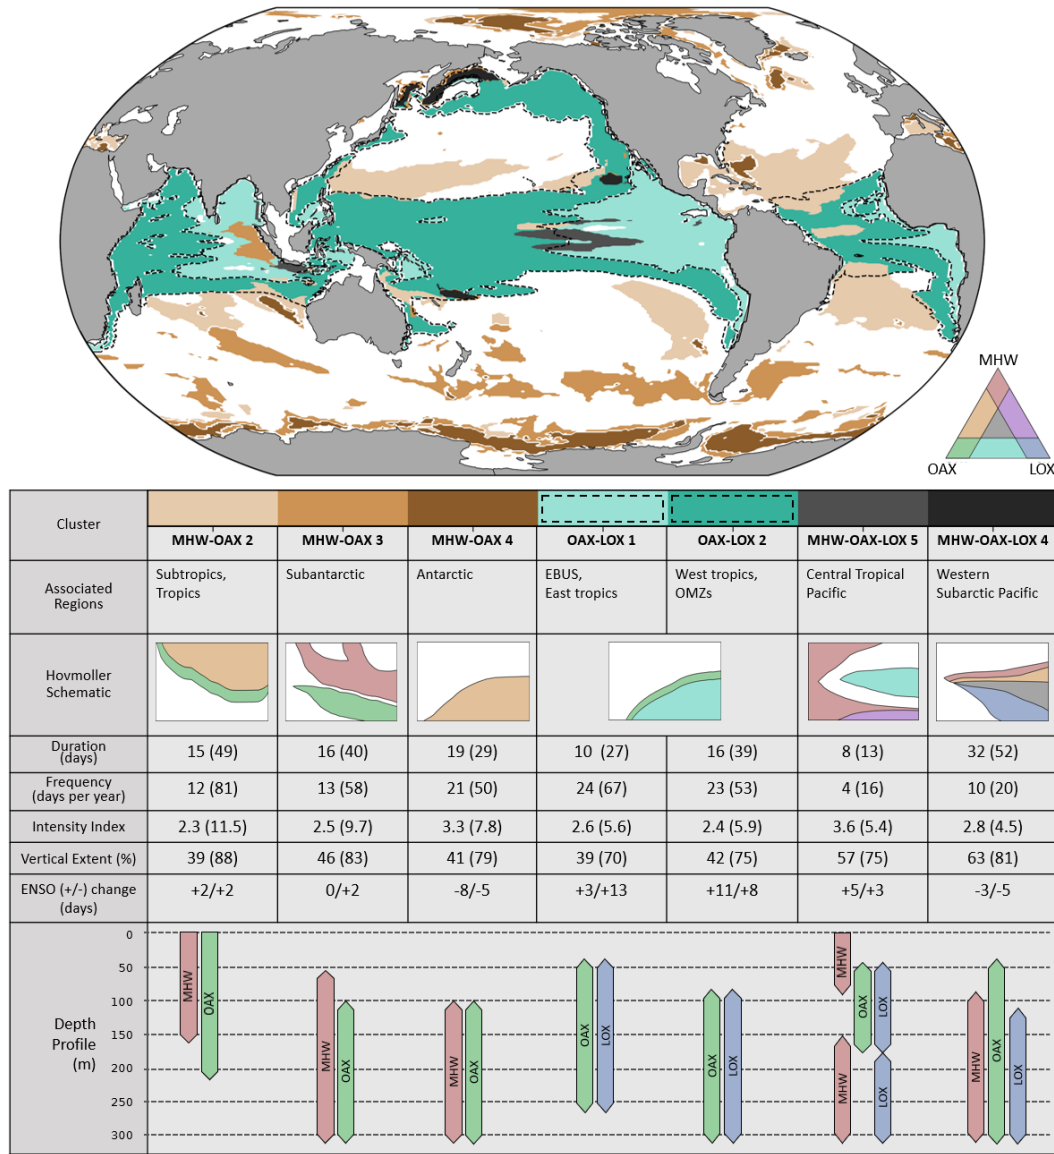 MHW
OAX LOX
Cluster
MHW-OAX 2 MHW-OAX 3 MHW-OAX 4 OAX-LOX 1 OAX-LOX 2 MHW-OAX-LOX 5 MHW-OAX-LOX 4
Associated
Regions
Subtropics,
Tropics
Subantarctic
Antarctic
EBUS,
East tropics
West tropics,
OMZs
Central Tropical
Pacific
Western
Subarctic Pacific
Hovmoller
Schematic
Duration
(days)
15 (49) 16 (40) 19 (29) 10 (27) 16 (39) 8 (13) 32 (52)
Frequency
(days per year)
12 (81) 13 (58) 21 (50) 24 (67) 23 (53) 4 (16) 10 (20)
Intensity Index 2.3 (11.5) 2.5 (9.7) 3.3 (7.8) 2.6 (5.6) 2.4 (5.9) 3.6 (5.4) 2.8 (4.5)
Vertical Extent (%) 39 (88) 46 (83) 41 (79) 39 (70) 42 (75) 57 (75) 63 (81)
ENSO (+/-) change
(days)
+2/+2 0/+2 -8/-5 +3/+13 +11/+8 +5/+3 -3/-5
Depth
Profile
(m)
0
50
100
150
200
250
300
MHW OAX
MHW OAX
MHW OAX
OAX LOX
OAX LOX
MHW OAX LOX
MHW LOX
MHW OAX LOX